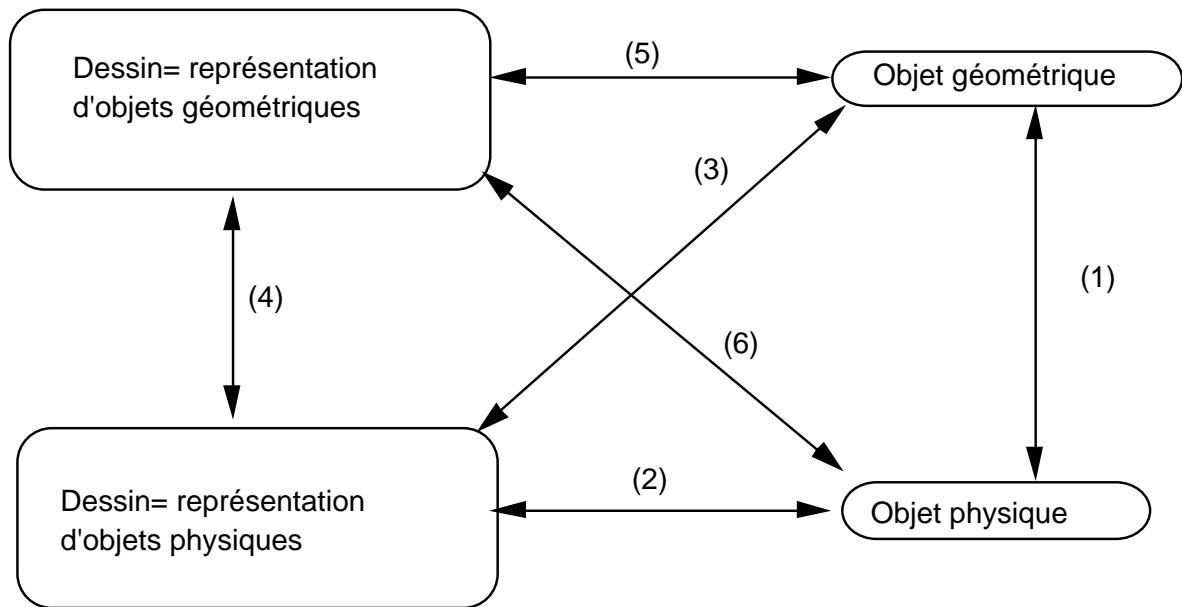 Dessin= représentation
d'objets géométriques
(5)
Objet géométrique
(3)
(4)
(1)
(6)
Dessin= représentation
d'objets physiques
(2)
Objet physique